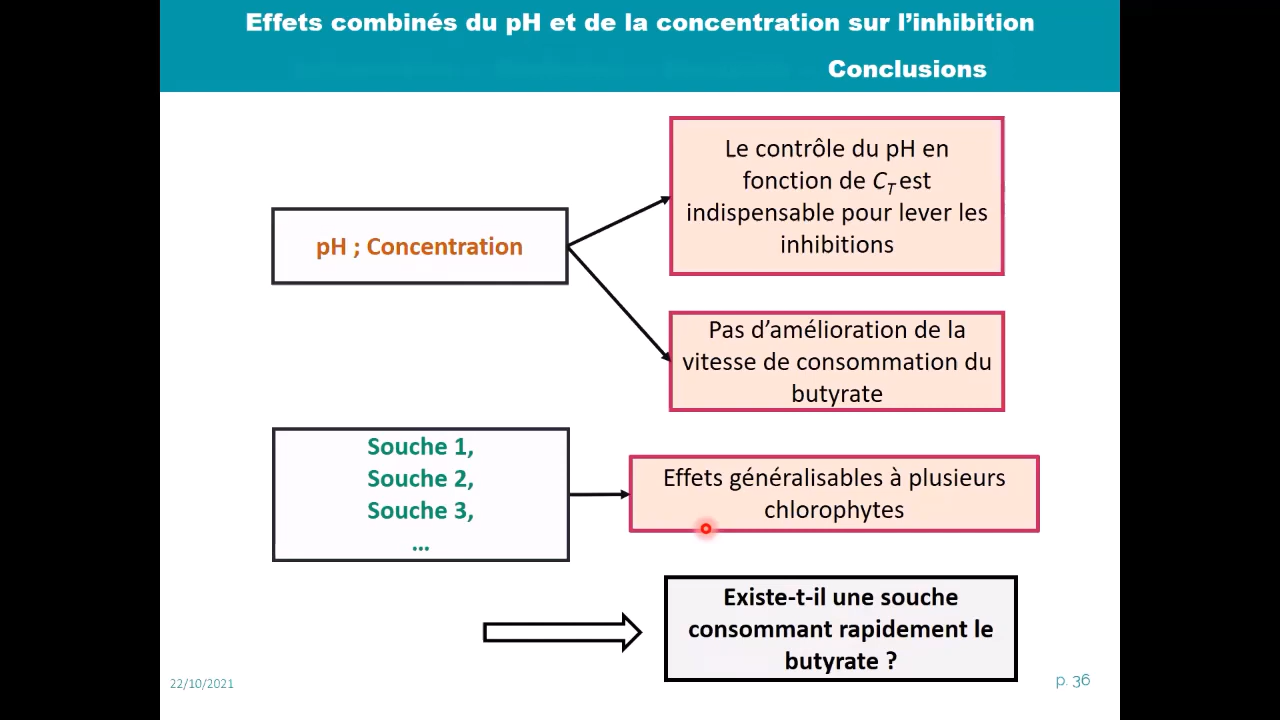 Effets combinés du pH et de la concentration sur l’inhibition
Conclusions
Le contrôle du pH en
fonction de CT est
indispensable pour lever les
inhibitions
pH ; Concentration
Pas d’amélioration de la
vitesse de consommation du
butyrate
Souche 1,
Souche 2,
Souche 3,
...
Effets généralisables à plusieurs
chlorophytes
Existe-t-il une souche
consommant rapidement le
butyrate ?
22/10/2021
p. 36